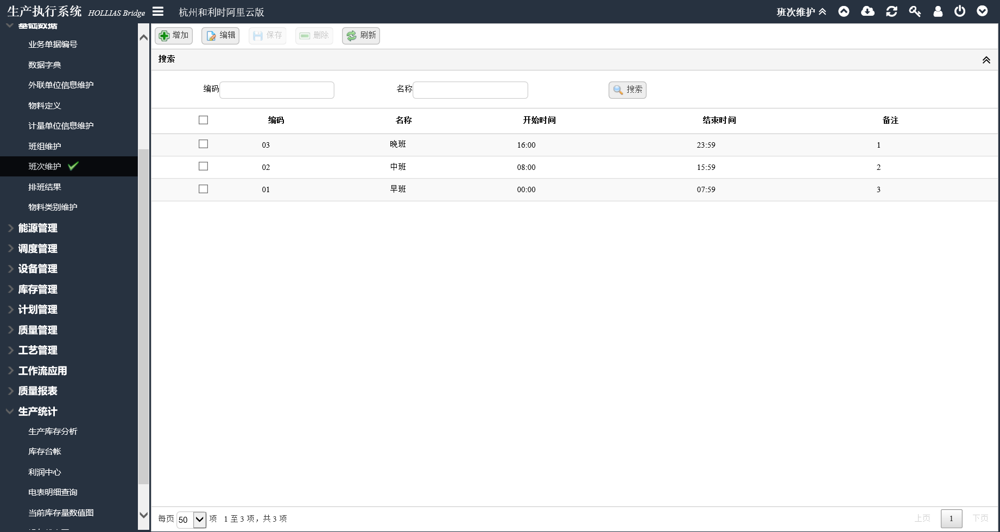 生产执行系统 HOLLIAS Bridge 杭州和利时阿里云版 班次维护
基础数据
业务单据编号
数据字典
外联单位信息维护
物料定义
计量单位信息维护
班组维护
班次维护
排班结果
物料类别维护
能源管理
调度管理
设备管理
库存管理
计划管理
质量管理
工艺管理
工作流应用
质量报表
生产统计
生产库存分析
库存台帐
利润中心
电表明细查询
当前库存量数值图
增加 编辑 保存 删除 刷新
搜索
编码 名称 搜索
编码 名称 开始时间 结束时间 备注
03 晚班 16:00 23:59 1
02 中班 08:00 15:59 2
01 早班 00:00 07:59 3
每页 50 项 1 至 3 项，共 3 项 上页 1 下页